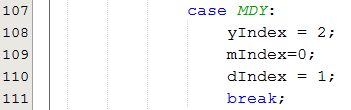 107 case MDY:
108 yIndex = 2;
109 mIndex=0;
110 dIndex = 1;
111 break;